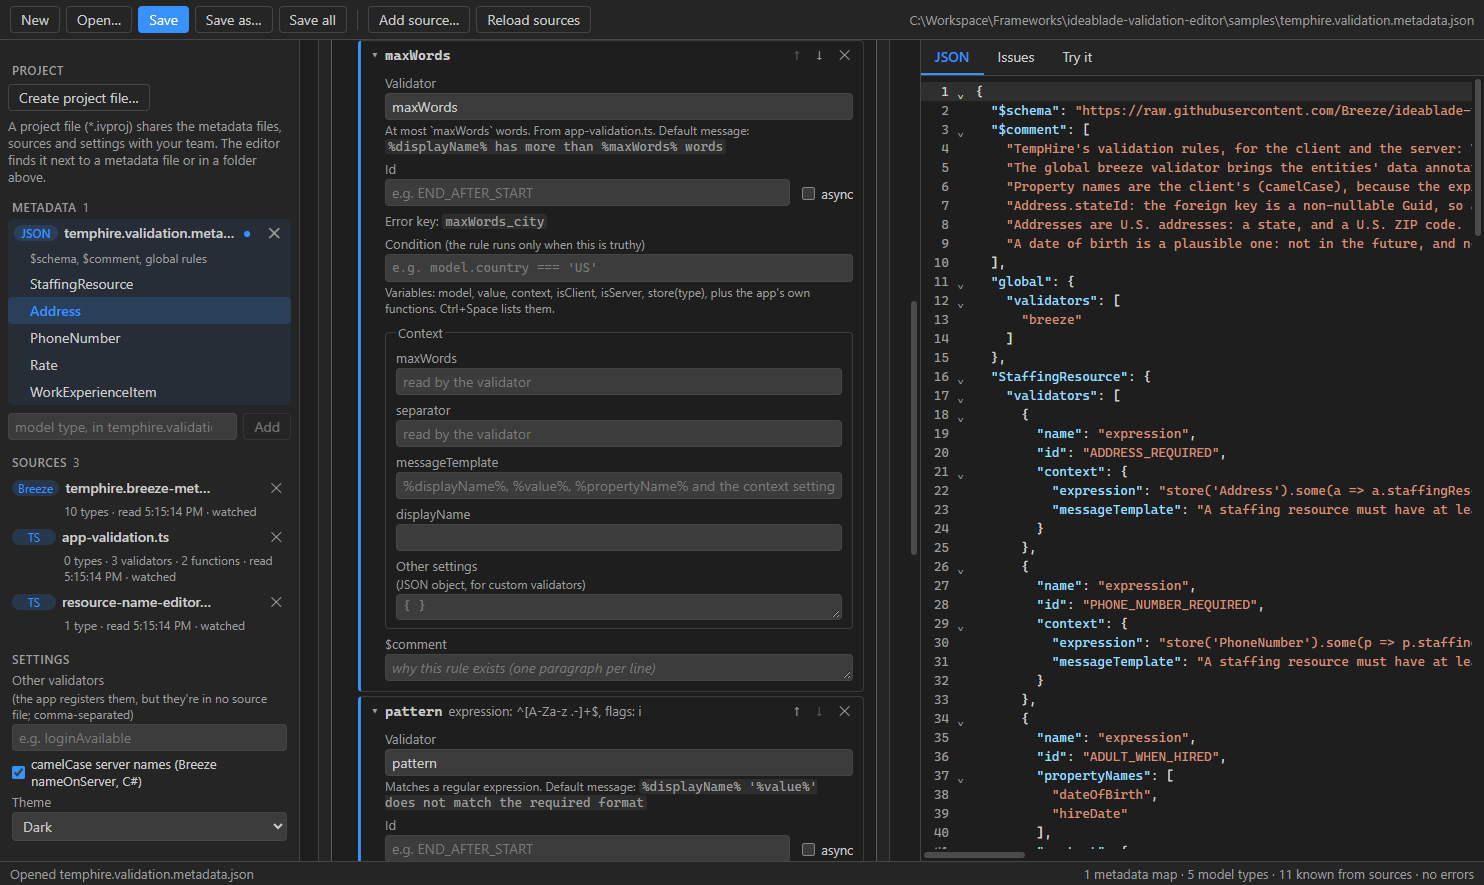 New Open... Save Save as... Save all Add source... Reload sources C:\Workspace\Frameworks\ideablade-validation-editor\samples\temphire.validation.metadata.json
PROJECT
Create project file...
A project file (*.ivproj) shares the metadata files,
sources and settings with your team. The editor
finds it next to a metadata file or in a folder
above.
METADATA 1
JSON temphire.validation.meta...
$schema, $comment, global rules
StaffingResource
Address
PhoneNumber
Rate
WorkExperienceItem
model type, in temphire.validati Add
SOURCES 3
Breeze temphire.breeze-met...
10 types · read 5:15:14 PM · watched
TS app-validation.ts
0 types · 3 validators · 2 functions · read
5:15:14 PM · watched
TS resource-name-editor...
1 type · read 5:15:14 PM · watched
SETTINGS
Other validators
(the app registers them, but they're in no source
file; comma-separated)
e.g. loginAvailable
camelCase server names (Breeze
nameOnServer, C#)
Theme
Dark
maxWords
Validator
maxWords
At most `maxWords` words. From app-validation.ts. Default message:
%displayName% has more than %maxWords% words
Id
e.g. END_AFTER_START async
Error key: maxWords_city
Condition (the rule runs only when this is truthy)
e.g. model.country === 'US'
Variables: model, value, context, isClient, isServer, store(type), plus the app's own
functions. Ctrl+Space lists them.
Context
maxWords
read by the validator
separator
read by the validator
messageTemplate
%displayName%, %value%, %propertyName% and the context setting
displayName
Other settings
(JSON object, for custom validators)
{ }
$comment
why this rule exists (one paragraph per line)
pattern expression: ^[A-Za-z .-]+$, flags: i
Validator
pattern
Matches a regular expression. Default message: %displayName% '%value%'
does not match the required format
Id
e.g. END_AFTER_START async
JSON Issues Try it
1 {
2 "$schema": "https://raw.githubusercontent.com/Breeze/ideablade-
3 "$comment": [
4 "TempHire's validation rules, for the client and the server:
5 "The global breeze validator brings the entities' data annota
6 "Property names are the client's (camelCase), because the exp
7 "Address.stateId: the foreign key is a non-nullable Guid, so
8 "Addresses are U.S. addresses: a state, and a U.S. ZIP code.
9 "A date of birth is a plausible one: not in the future, and n
10 ],
11 "global": {
12 "validators": [
13 "breeze"
14 ]
15 },
16 "StaffingResource": {
17 "validators": [
18 {
19 "name": "expression",
20 "id": "ADDRESS_REQUIRED",
21 "context": {
22 "expression": "store('Address').some(a => a.staffingRes
23 "messageTemplate": "A staffing resource must have at lea
24 }
25 },
26 {
27 "name": "expression",
28 "id": "PHONE_NUMBER_REQUIRED",
29 "context": {
30 "expression": "store('PhoneNumber').some(p => p.staffin
31 "messageTemplate": "A staffing resource must have at lea
32 }
33 },
34 {
35 "name": "expression",
36 "id": "ADULT_WHEN_HIRED",
37 "propertyNames": [
38 "dateOfBirth",
39 "hireDate"
40 ],
Opened temphire.validation.metadata.json 1 metadata map · 5 model types · 11 known from sources · no errors